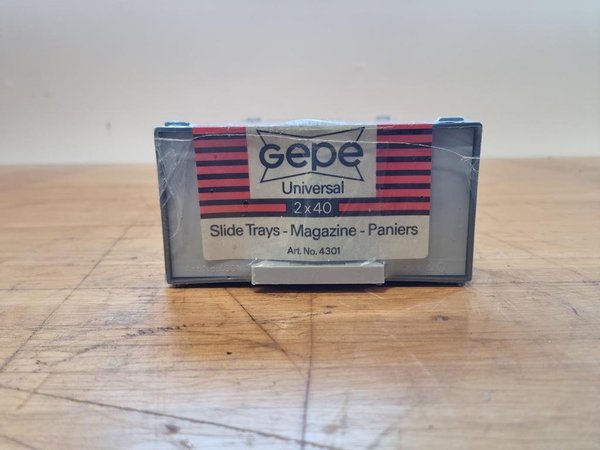 GePe
Universal
2x40
Slide Trays - Magazine - Paniers
Art. No. 4301